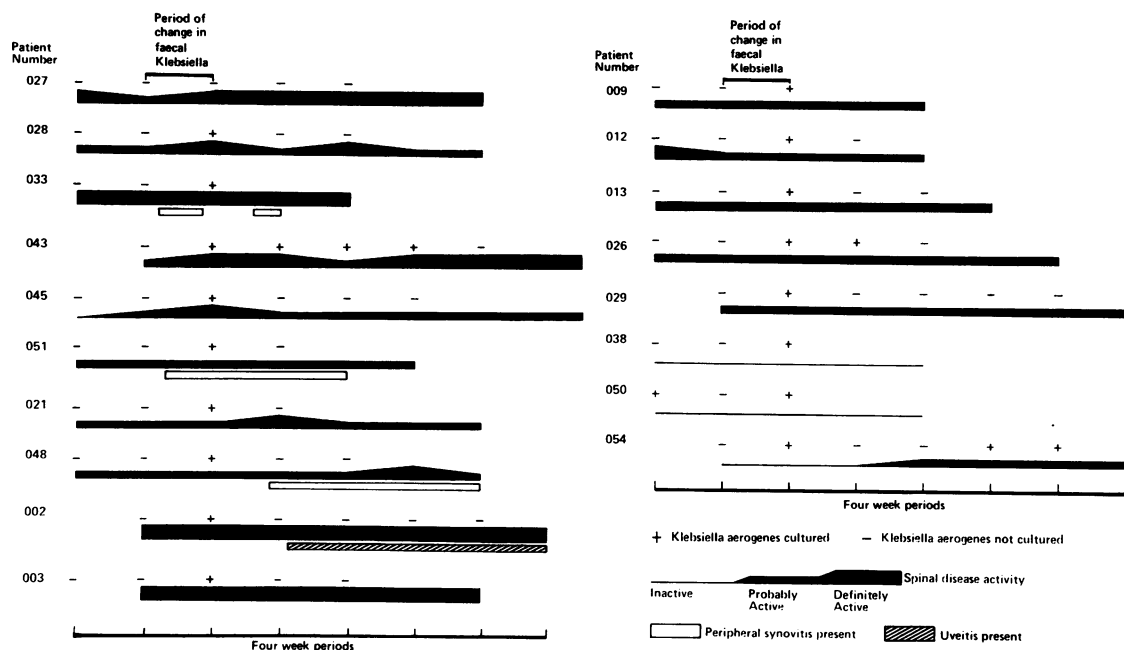 Period of
change in
faecal
Klebsiella
Patient
Number
027
− − − − −
028
− − + − −
033
− − +
043
− + + + + −
045
− − + − − −
051
− − + −
021
− − + −
048
− − + − −
002
− + − − − −
003
− − + − −
Four week periods
Period of
change in
faecal
Klebsiella
Patient
Number
009
− − +
012
− − + −
013
− − + − −
026
− − + + −
029
− + − − − −
038
− − +
050
+ − +
054
− + − − + +
Four week periods
+ Klebsiella aerogenes cultured − Klebsiella aerogenes not cultured
Spinal disease activity
Inactive Probably Active Definitely Active
Peripheral synovitis present Uveitis present